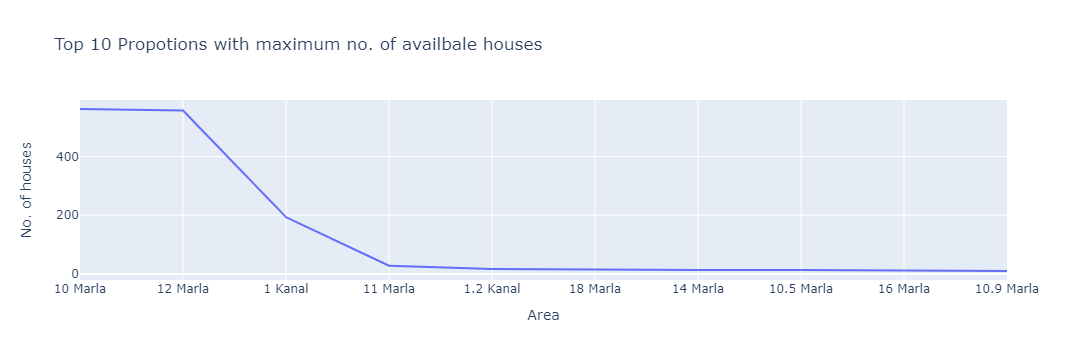 Top 10 Propotions with maximum no. of availbale houses
No. of houses
400
200
0
10 Marla 12 Marla 1 Kanal 11 Marla 1.2 Kanal 18 Marla 14 Marla 10.5 Marla 16 Marla 10.9 Marla
Area